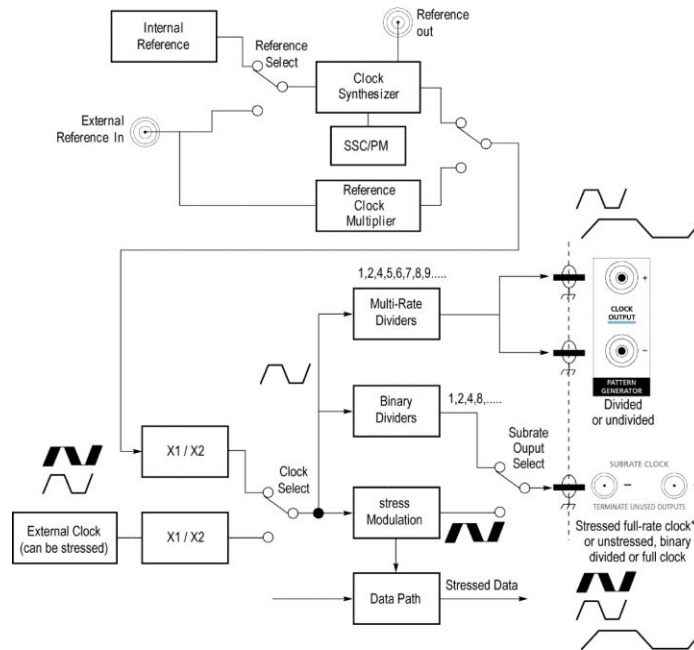 Internal
Reference
Reference
Select
Reference
out
Clock
Synthesizer
External
Reference In
SSC/PM
Reference
Clock
Multiplier
1,2,4,5,6,7,8,9.....
Multi-Rate
Dividers
+
CLOCK
OUTPUT
−
PATTERN
GENERATOR
Divided
or undivided
Binary
Dividers
1,2,4,8,.....
Subrate
Ouput
Select
X1 / X2
Clock
Select
SUBRATE CLOCK
−
TERMINATE UNUSED OUTPUTS
stress
Modulation
External Clock
(can be stressed)
X1 / X2
Stressed full-rate clock*
or unstressed, binary
divided or full clock
Data Path
Stressed Data